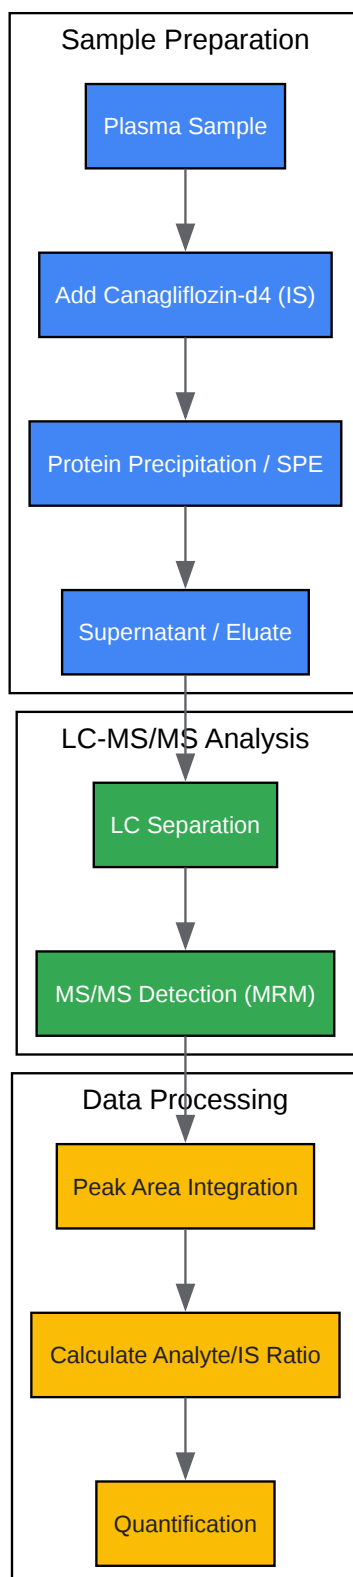 Sample Preparation
Plasma Sample
Add Canagliflozin-d4 (IS)
Protein Precipitation / SPE
Supernatant / Eluate
LC-MS/MS Analysis
LC Separation
MS/MS Detection (MRM)
Data Processing
Peak Area Integration
Calculate Analyte/IS Ratio
Quantification